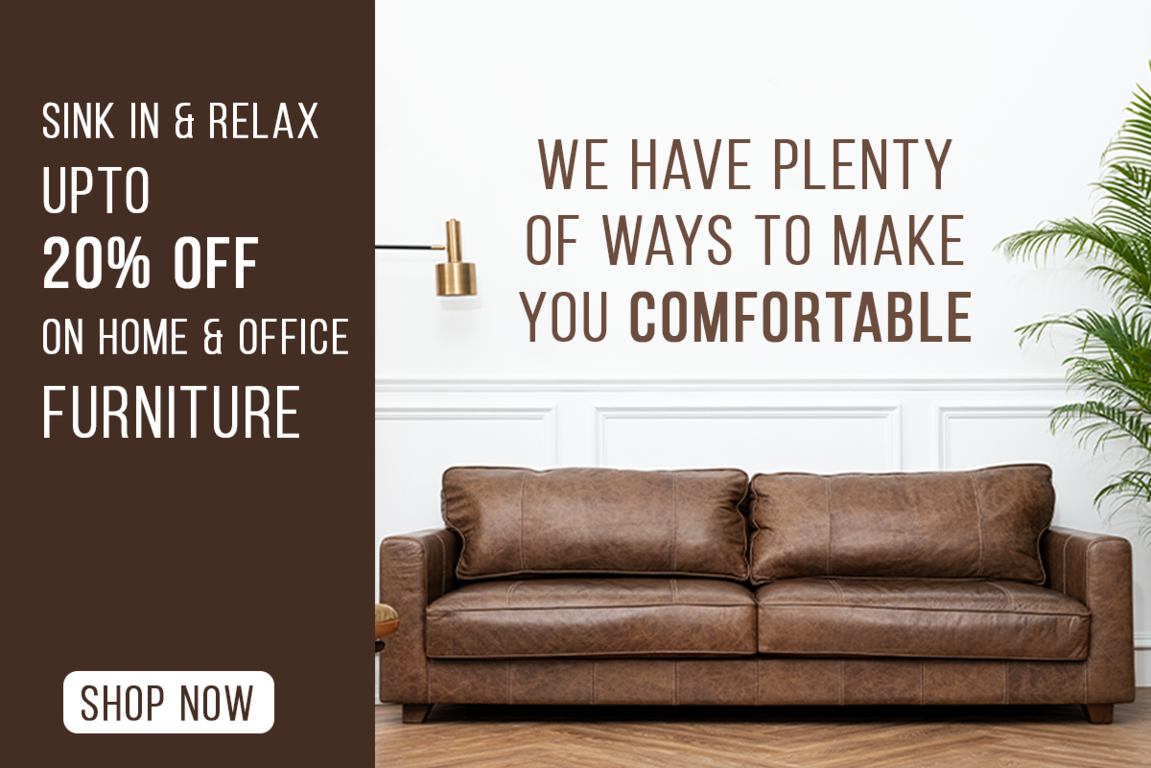 SINK IN & RELAX
UPTO
20% OFF
ON HOME & OFFICE
FURNITURE
SHOP NOW
WE HAVE PLENTY
OF WAYS TO MAKE
YOU COMFORTABLE